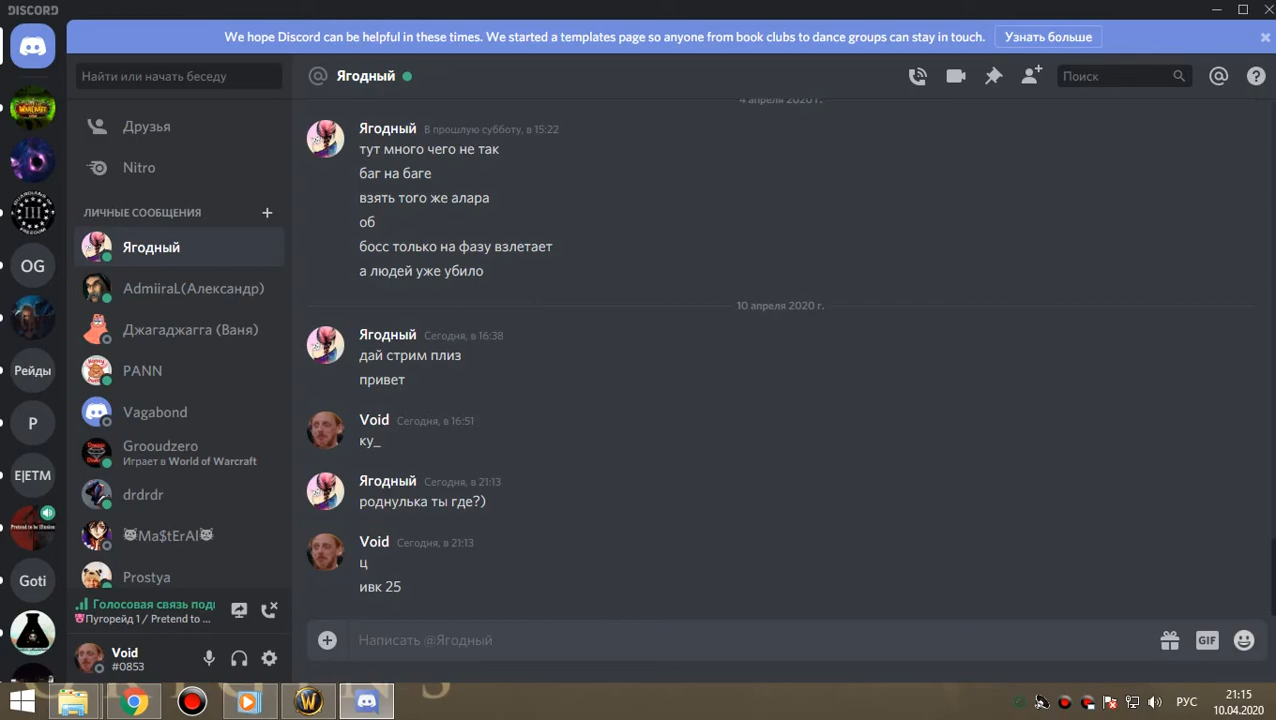 DISCORD
We hope Discord can be helpful in these times. We started a templates page so anyone from book clubs to dance groups can stay in touch.
Узнать больше
Найти или начать беседу
Ягодный
Поиск
Друзья
Nitro
ЛИЧНЫЕ СООБЩЕНИЯ
Ягодный
AdmiiraL(Александр)
Джагаджагга (Ваня)
PANN
Vagabond
Grooudzero
Играет в World of Warcraft
drdrdr
Ma$tErAl
Prostya
OG
Рейды
P
E|ETM
Goti
Голосовая связь подн
Пугорейд 1 / Pretend to ...
Void
#0853
4 апреля 2020 г.
Ягодный В прошлую субботу, в 15:22
тут много чего не так
баг на баге
взять того же алара
об
босс только на фазу взлетает
а людей уже убило
10 апреля 2020 г.
Ягодный Сегодня, в 16:38
дай стрим плиз
привет
Void Сегодня, в 16:51
ку_
Ягодный Сегодня, в 21:13
роднулька ты где?)
Void Сегодня, в 21:13
ц
ивк 25
Написать @Ягодный
GIF
РУС
21:15
10.04.2020